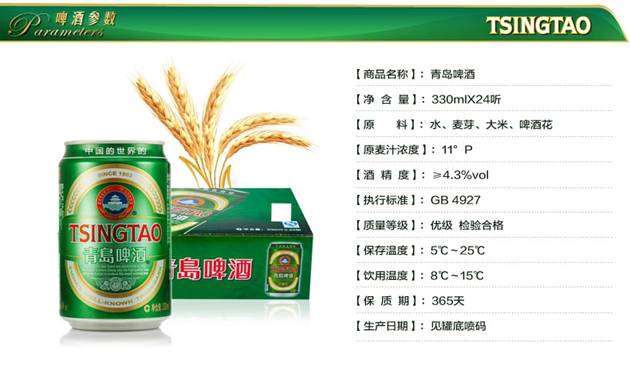 啤酒参数
Parameters
TSINGTAO
【商品名称】：青岛啤酒
【净 含 量】：330mlX24听
【原　　料】：水、麦芽、大米、啤酒花
【原麦汁浓度】：11°P
【酒 精 度】：≥4.3%vol
【执行标准】：GB 4927
【质量等级】：优级 检验合格
【保存温度】：5℃～25℃
【饮用温度】：8℃～15℃
【保 质 期】：365天
【生产日期】：见罐底喷码
中国的世界的
SINCE 1903
TSINGTAO
青島啤酒
青島啤酒